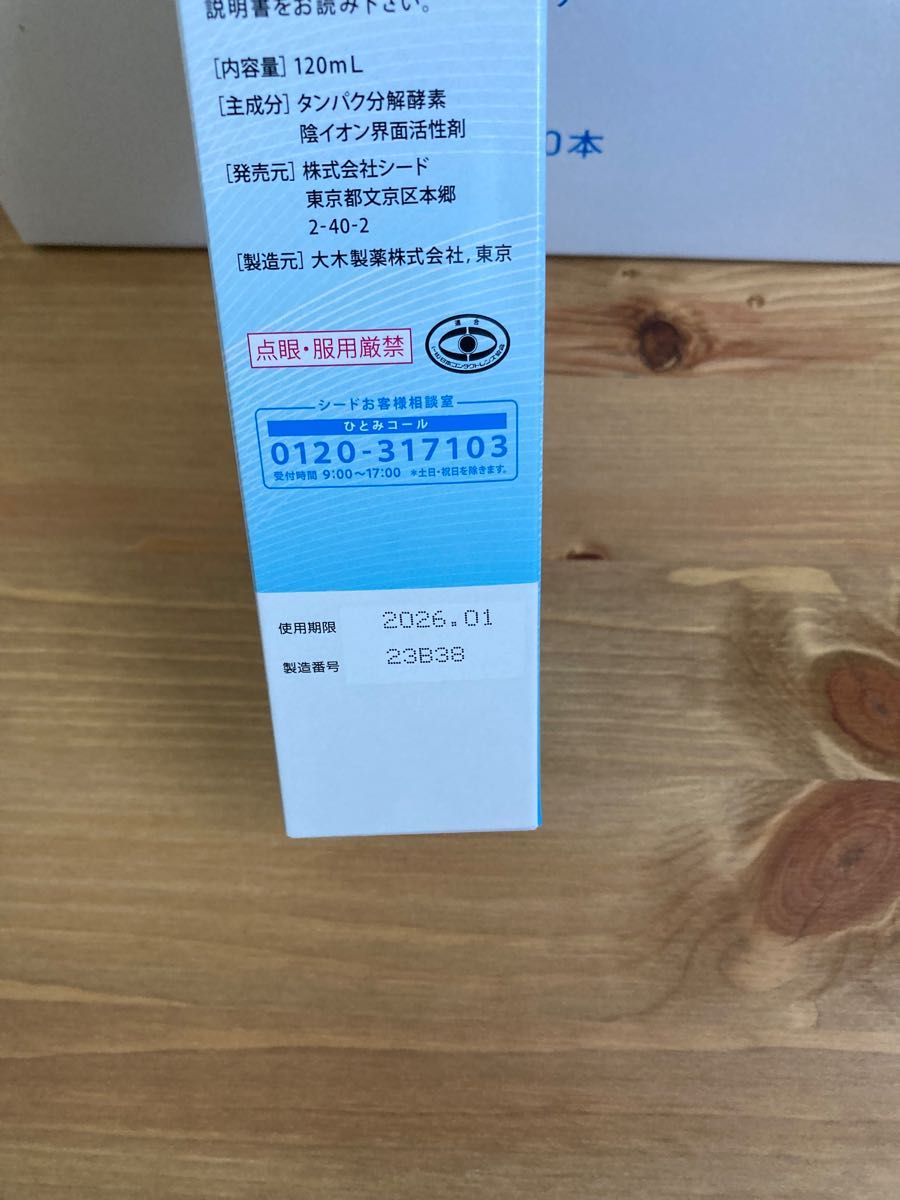 説明書をお読み下さい。
[内容量] 120mL
[主成分] タンパク分解酵素
陰イオン界面活性剤
[発売元] 株式会社シード
東京都文京区本郷
2-40-2
[製造元] 大木製薬株式会社, 東京
点眼・服用厳禁
適合
シードお客様相談室
ひとみコール
0120-317103
受付時間 9:00〜17:00 *土日・祝日を除きます。
使用期限 2026.01
製造番号 23B38
0本